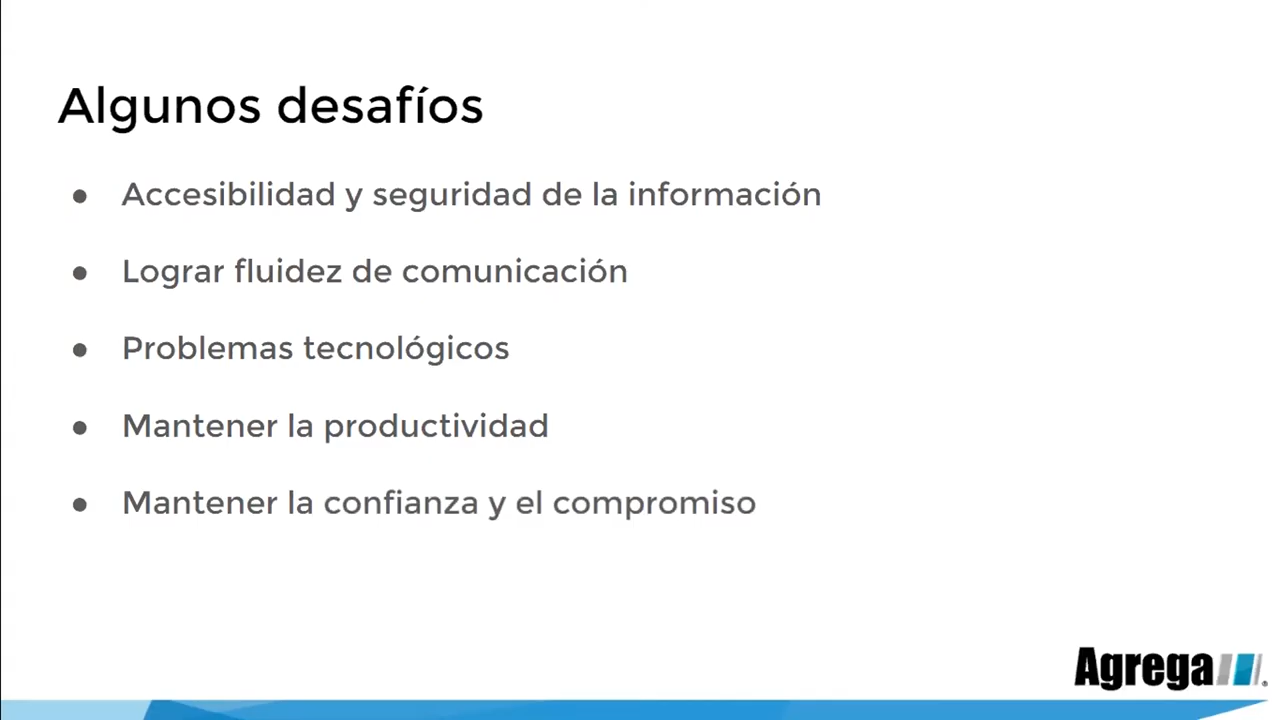 Algunos desafíos
● Accesibilidad y seguridad de la información
● Lograr fluidez de comunicación
● Problemas tecnológicos
● Mantener la productividad
● Mantener la confianza y el compromiso
Agrega ®